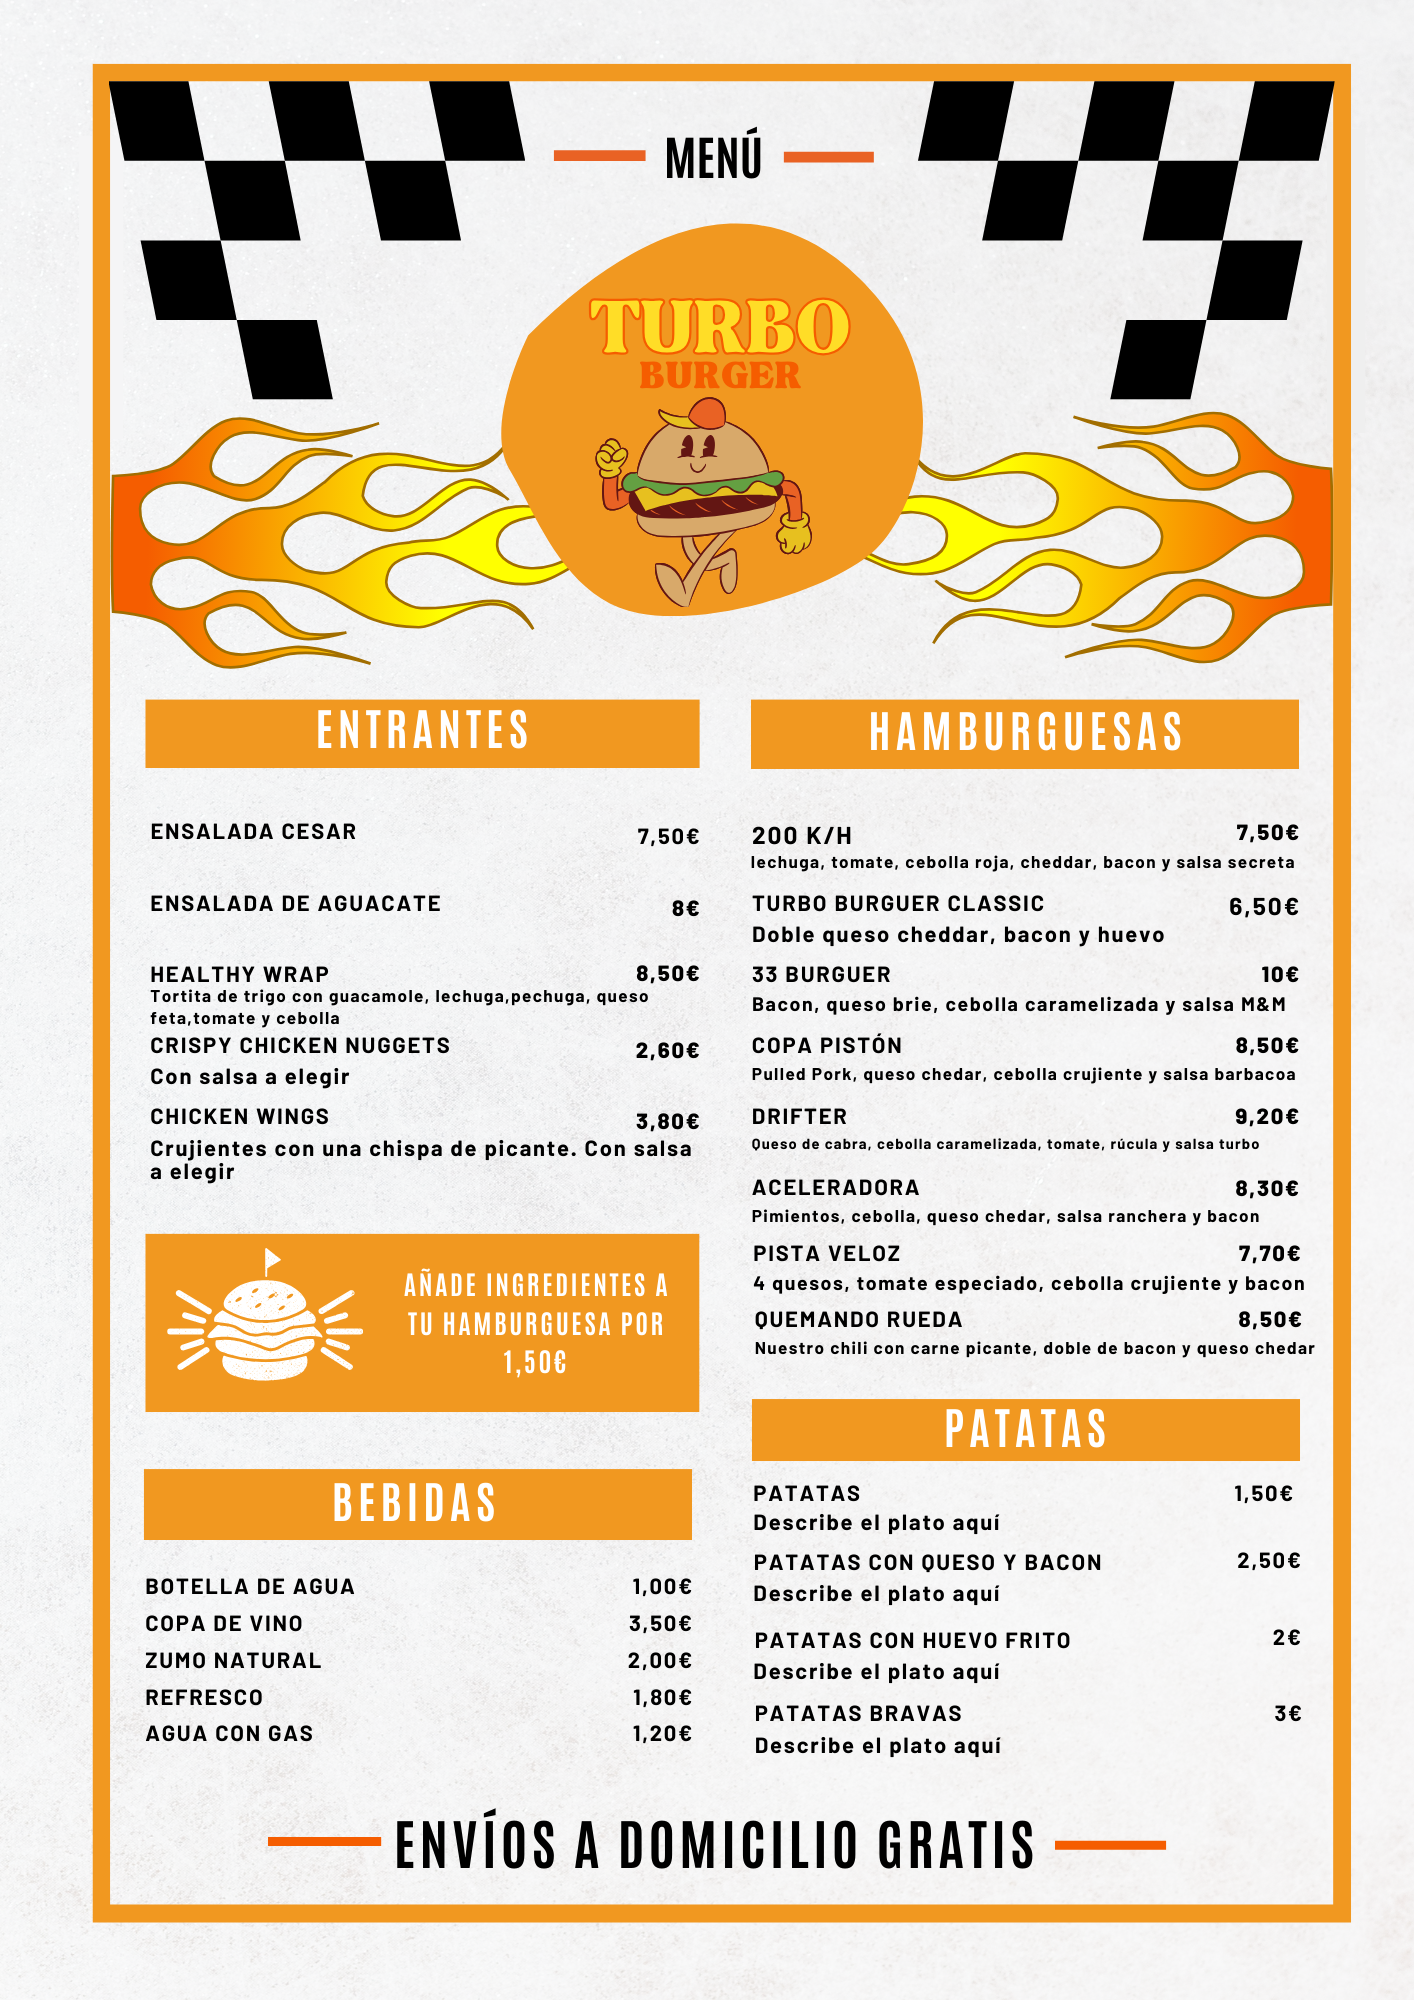 MENÚ
TURBO
BURGER
ENTRANTES
ENSALADA CESAR 7,50€
ENSALADA DE AGUACATE 8€
HEALTHY WRAP 8,50€
Tortita de trigo con guacamole, lechuga,pechuga, queso
feta,tomate y cebolla
CRISPY CHICKEN NUGGETS 2,60€
Con salsa a elegir
CHICKEN WINGS 3,80€
Crujientes con una chispa de picante. Con salsa
a elegir
AÑADE INGREDIENTES A
TU HAMBURGUESA POR
1,50€
BEBIDAS
BOTELLA DE AGUA 1,00€
COPA DE VINO 3,50€
ZUMO NATURAL 2,00€
REFRESCO 1,80€
AGUA CON GAS 1,20€
HAMBURGUESAS
200 K/H 7,50€
lechuga, tomate, cebolla roja, cheddar, bacon y salsa secreta
TURBO BURGUER CLASSIC 6,50€
Doble queso cheddar, bacon y huevo
33 BURGUER 10€
Bacon, queso brie, cebolla caramelizada y salsa M&M
COPA PISTÓN 8,50€
Pulled Pork, queso chedar, cebolla crujiente y salsa barbacoa
DRIFTER 9,20€
Queso de cabra, cebolla caramelizada, tomate, rúcula y salsa turbo
ACELERADORA 8,30€
Pimientos, cebolla, queso chedar, salsa ranchera y bacon
PISTA VELOZ 7,70€
4 quesos, tomate especiado, cebolla crujiente y bacon
QUEMANDO RUEDA 8,50€
Nuestro chili con carne picante, doble de bacon y queso chedar
PATATAS
PATATAS 1,50€
Describe el plato aquí
PATATAS CON QUESO Y BACON 2,50€
Describe el plato aquí
PATATAS CON HUEVO FRITO 2€
Describe el plato aquí
PATATAS BRAVAS 3€
Describe el plato aquí
ENVÍOS A DOMICILIO GRATIS